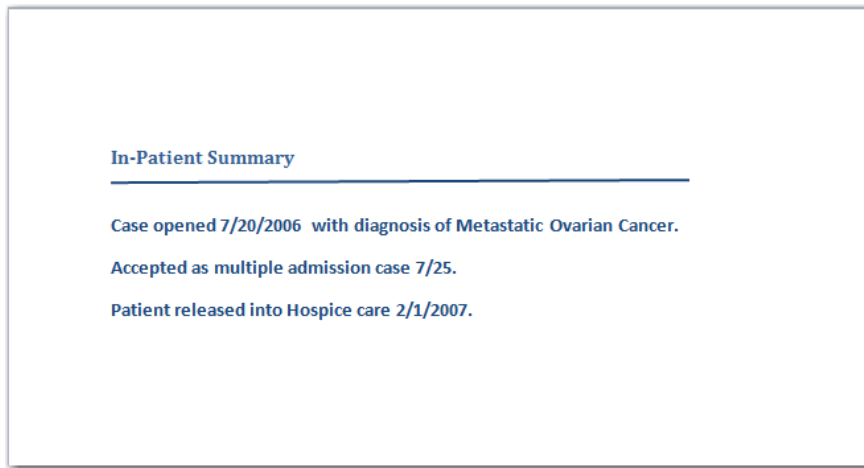 In-Patient Summary
Case opened 7/20/2006  with diagnosis of Metastatic Ovarian Cancer.
Accepted as multiple admission case 7/25.
Patient released into Hospice care 2/1/2007.